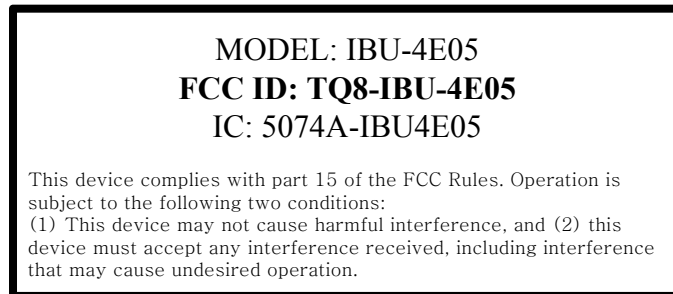 MODEL: IBU-4E05
FCC ID: TQ8-IBU-4E05
IC: 5074A-IBU4E05
This device complies with part 15 of the FCC Rules. Operation is
subject to the following two conditions:
(1) This device may not cause harmful interference, and (2) this
device must accept any interference received, including interference
that may cause undesired operation.